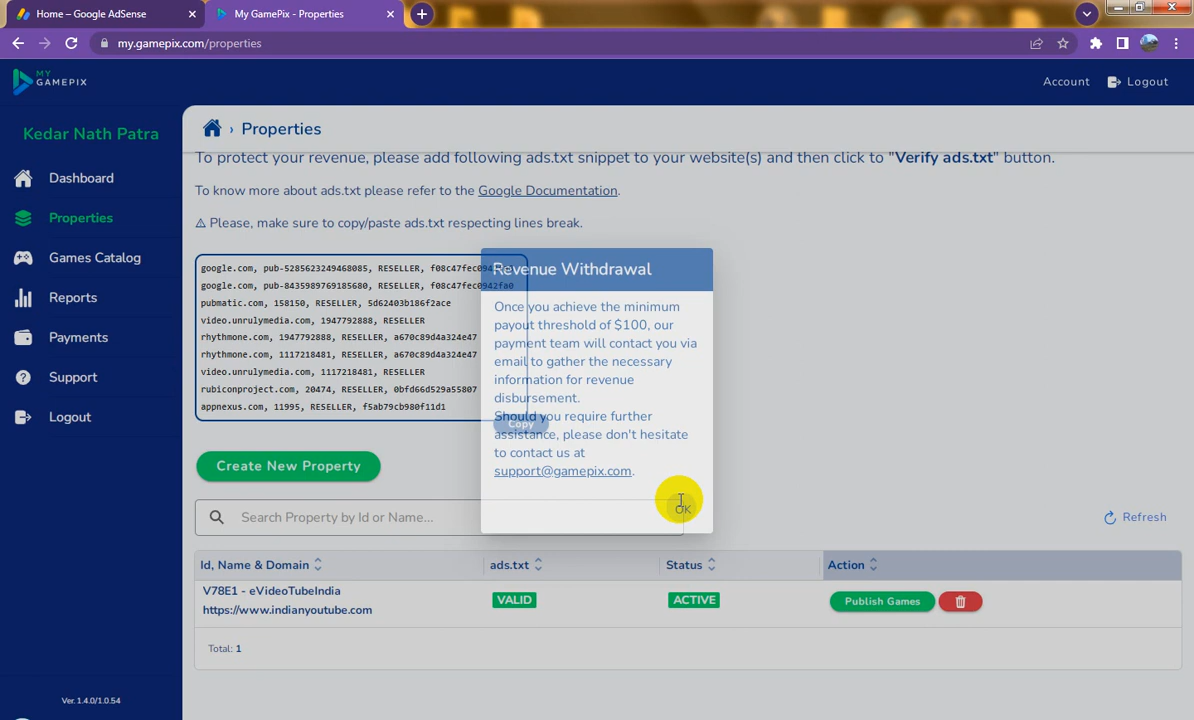 Home – Google AdSense
My GamePix - Properties
my.gamepix.com/properties
MY
GAMEPIX
Account
Logout
Kedar Nath Patra
Dashboard
Properties
Games Catalog
Reports
Payments
Support
Logout
Ver. 1.4.0/1.0.54
› Properties
To protect your revenue, please add following ads.txt snippet to your website(s) and then click to "Verify ads.txt" button.
To know more about ads.txt please refer to the Google Documentation.
⚠ Please, make sure to copy/paste ads.txt respecting lines break.
google.com, pub-5285623249468085, RESELLER, f08c47fec0942fa0
google.com, pub-8435989769185680, RESELLER, f08c47fec0942fa0
pubmatic.com, 158150, RESELLER, 5d62403b186f2ace
video.unrulymedia.com, 1947792888, RESELLER
rhythmone.com, 1947792888, RESELLER, a670c89d4a324e47
rhythmone.com, 1117218481, RESELLER, a670c89d4a324e47
video.unrulymedia.com, 1117218481, RESELLER
rubiconproject.com, 20474, RESELLER, 0bfd66d529a55807
appnexus.com, 11995, RESELLER, f5ab79cb980f11d1
Copy
Revenue Withdrawal
Once you achieve the minimum
payout threshold of $100, our
payment team will contact you via
email to gather the necessary
information for revenue
disbursement.
Should you require further
assistance, please don't hesitate
to contact us at
support@gamepix.com.
OK
Create New Property
Search Property by Id or Name...
Refresh
Id, Name & Domain
ads.txt
Status
Action
V78E1 - eVideoTubeIndia
https://www.indianyoutube.com
VALID
ACTIVE
Publish Games
Total: 1